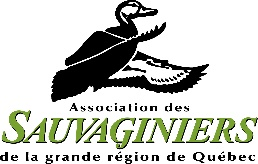 Association des
SAUVAGINIERS
de la grande région de Québec